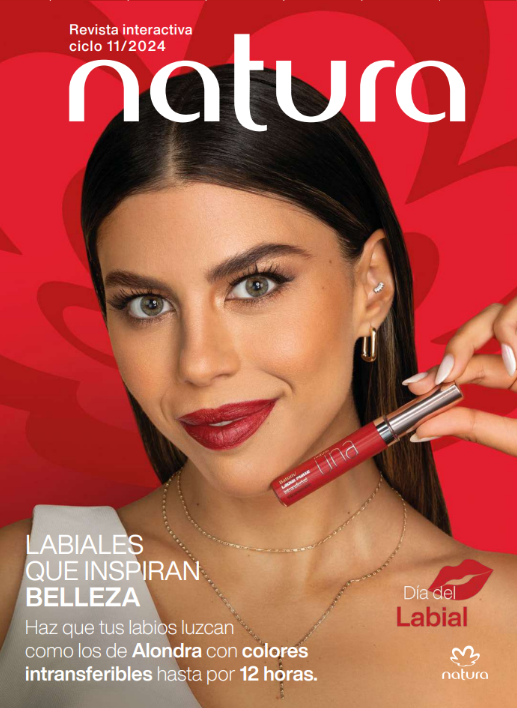 Revista interactiva
ciclo 11/2024
natura
una
LABIALES
QUE INSPIRAN
BELLEZA
Haz que tus labios luzcan
como los de Alondra con colores
intransferibles hasta por 12 horas.
Día del
Labial
natura